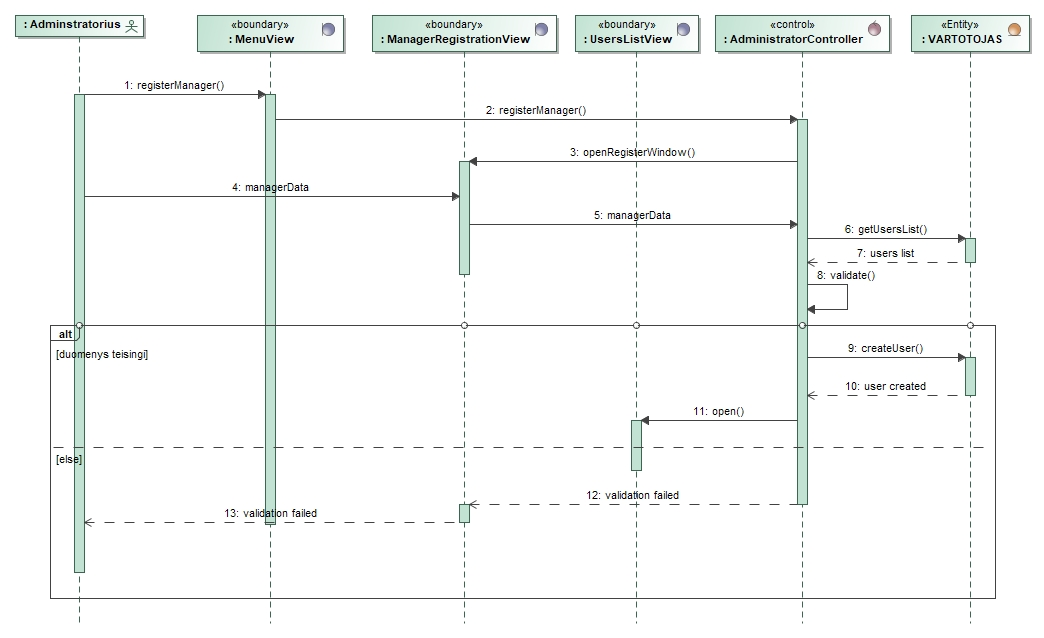 : Adminstratorius
«boundary»
: MenuView
«boundary»
: ManagerRegistrationView
«boundary»
: UsersListView
«control»
: AdministratorController
«Entity»
: VARTOTOJAS
1: registerManager()
2: registerManager()
3: openRegisterWindow()
4: managerData
5: managerData
6: getUsersList()
7: users list
8: validate()
alt
[duomenys teisingi]
9: createUser()
10: user created
11: open()
[else]
12: validation failed
13: validation failed